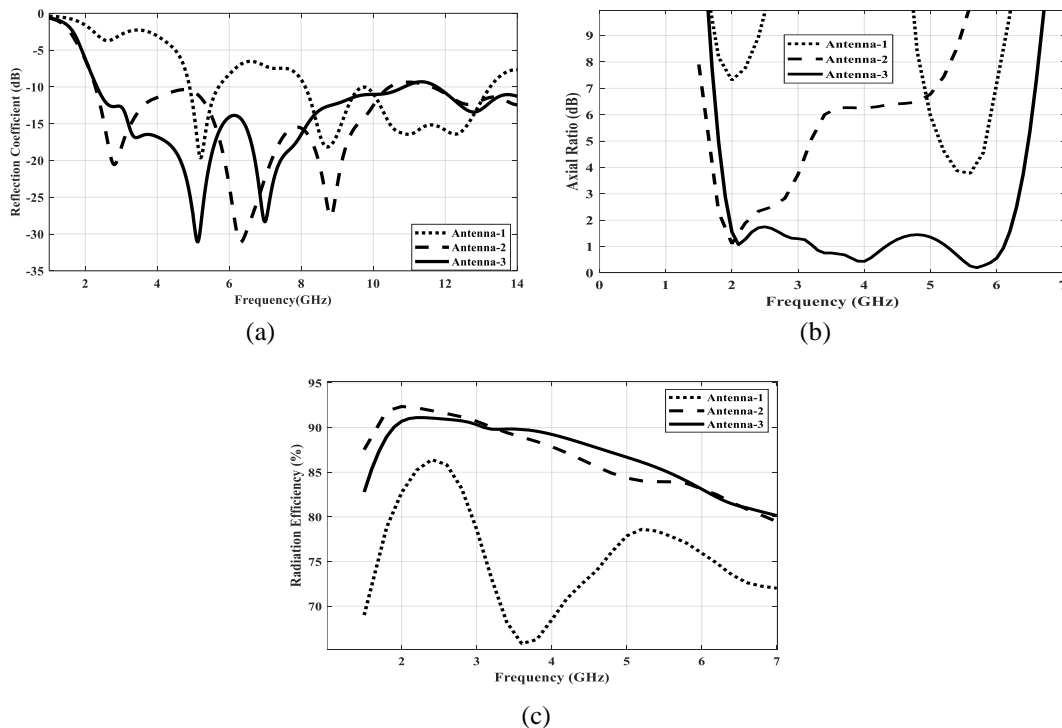 0
-5
-10
-15
-20
-25
-30
-35
Reflection Coefficient (dB)
Antenna-1
Antenna-2
Antenna-3
2 4 6 8 10 12 14
Frequency(GHz)
(a)
9
8
7
6
5
4
3
2
1
0
Axial Ratio (dB)
Antenna-1
Antenna-2
Antenna-3
0 1 2 3 4 5 6 7
Frequency (GHz)
(b)
95
90
85
80
75
70
Radiation Efficiency (%)
Antenna-1
Antenna-2
Antenna-3
2 3 4 5 6 7
Frequency (GHz)
(c)